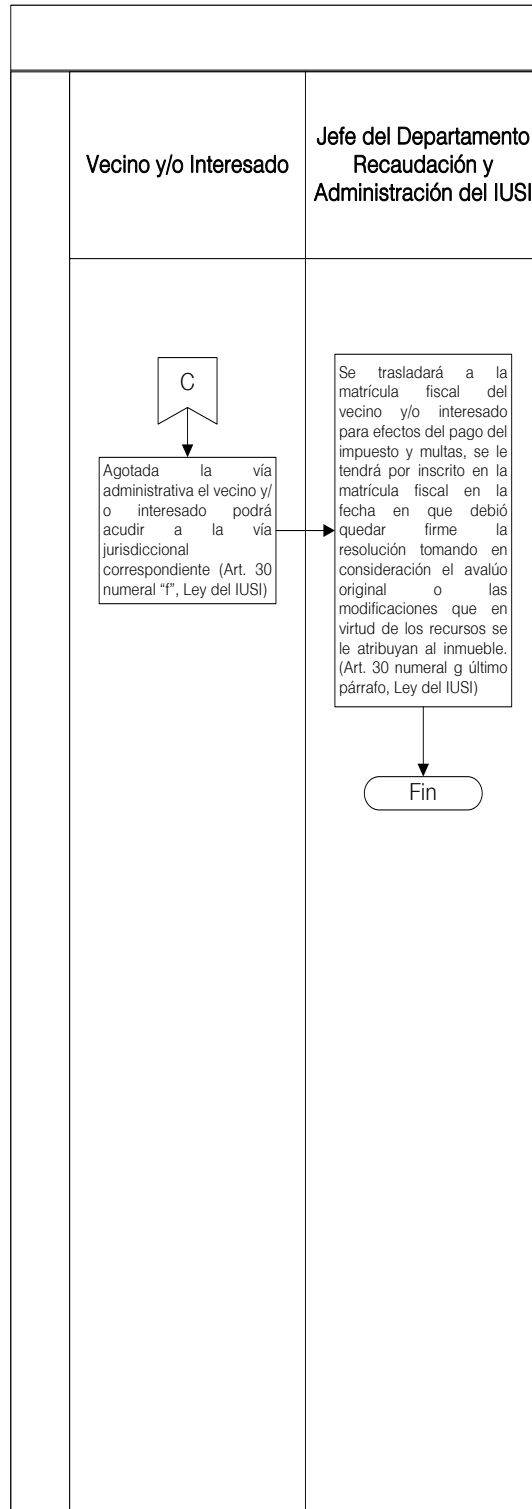 Vecino y/o Interesado
Jefe del Departamento
Recaudación y
Administración del IUSI
C
Agotada la vía
administrativa el vecino y/
o interesado podrá
acudir a la vía
jurisdiccional
correspondiente (Art. 30
numeral “f”, Ley del IUSI)
Se trasladará a la
matrícula fiscal del
vecino y/o interesado
para efectos del pago del
impuesto y multas, se le
tendrá por inscrito en la
matrícula fiscal en la
fecha en que debió
quedar firme la
resolución tomando en
consideración el avalúo
original o las
modificaciones que en
virtud de los recursos se
le atribuyan al inmueble.
(Art. 30 numeral g último
párrafo, Ley del IUSI)
Fin